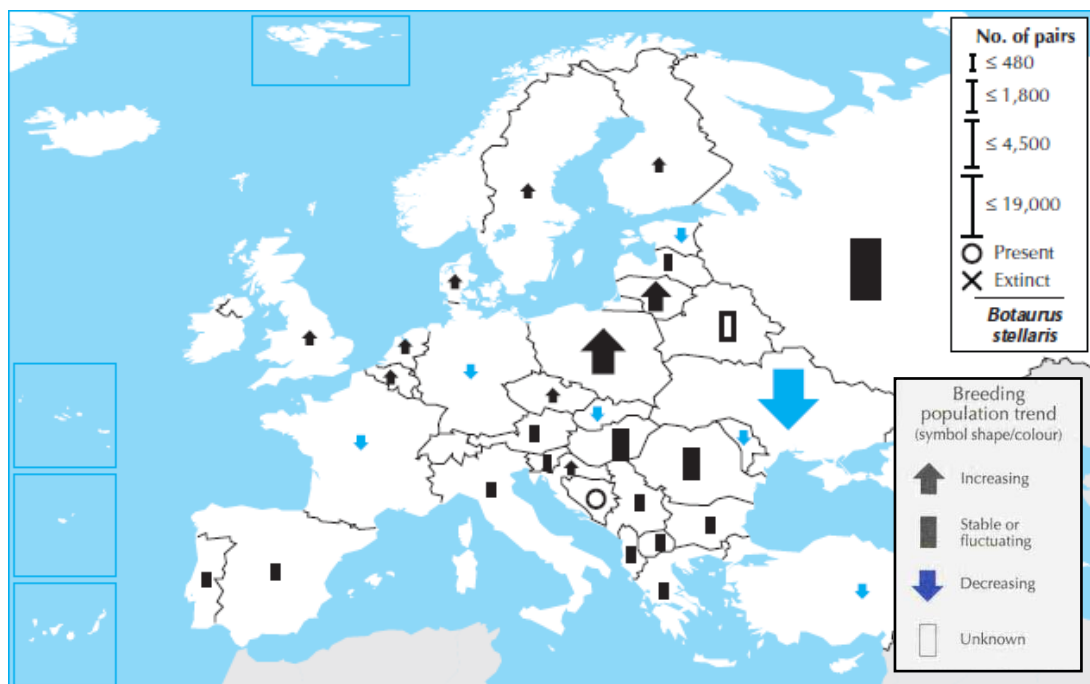 No. of pairs
≤ 480
≤ 1,800
≤ 4,500
≤ 19,000
Present
Extinct
Botaurus
stellaris
Breeding
population trend
(symbol shape/colour)
Increasing
Stable or
fluctuating
Decreasing
Unknown